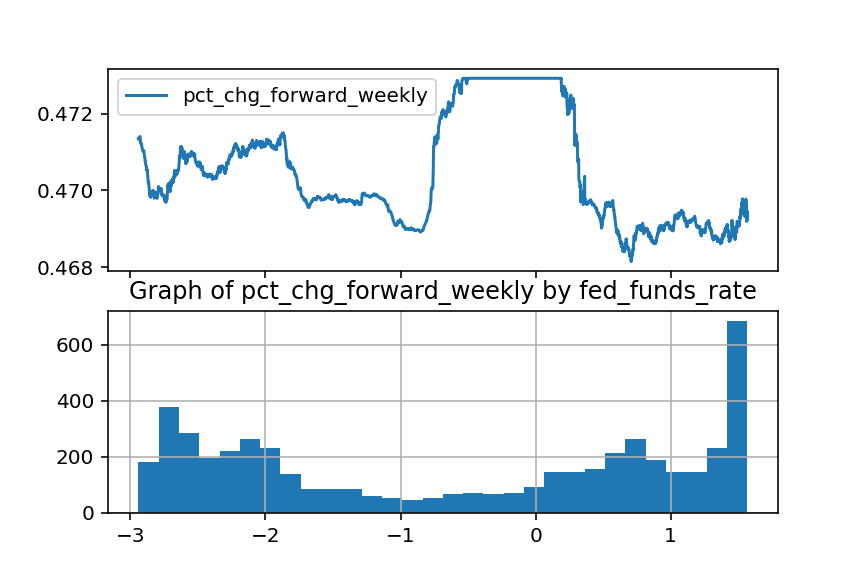 pct_chg_forward_weekly
0.472
0.470
0.468
Graph of pct_chg_forward_weekly by fed_funds_rate
600
400
200
0
−3 −2 −1 0 1